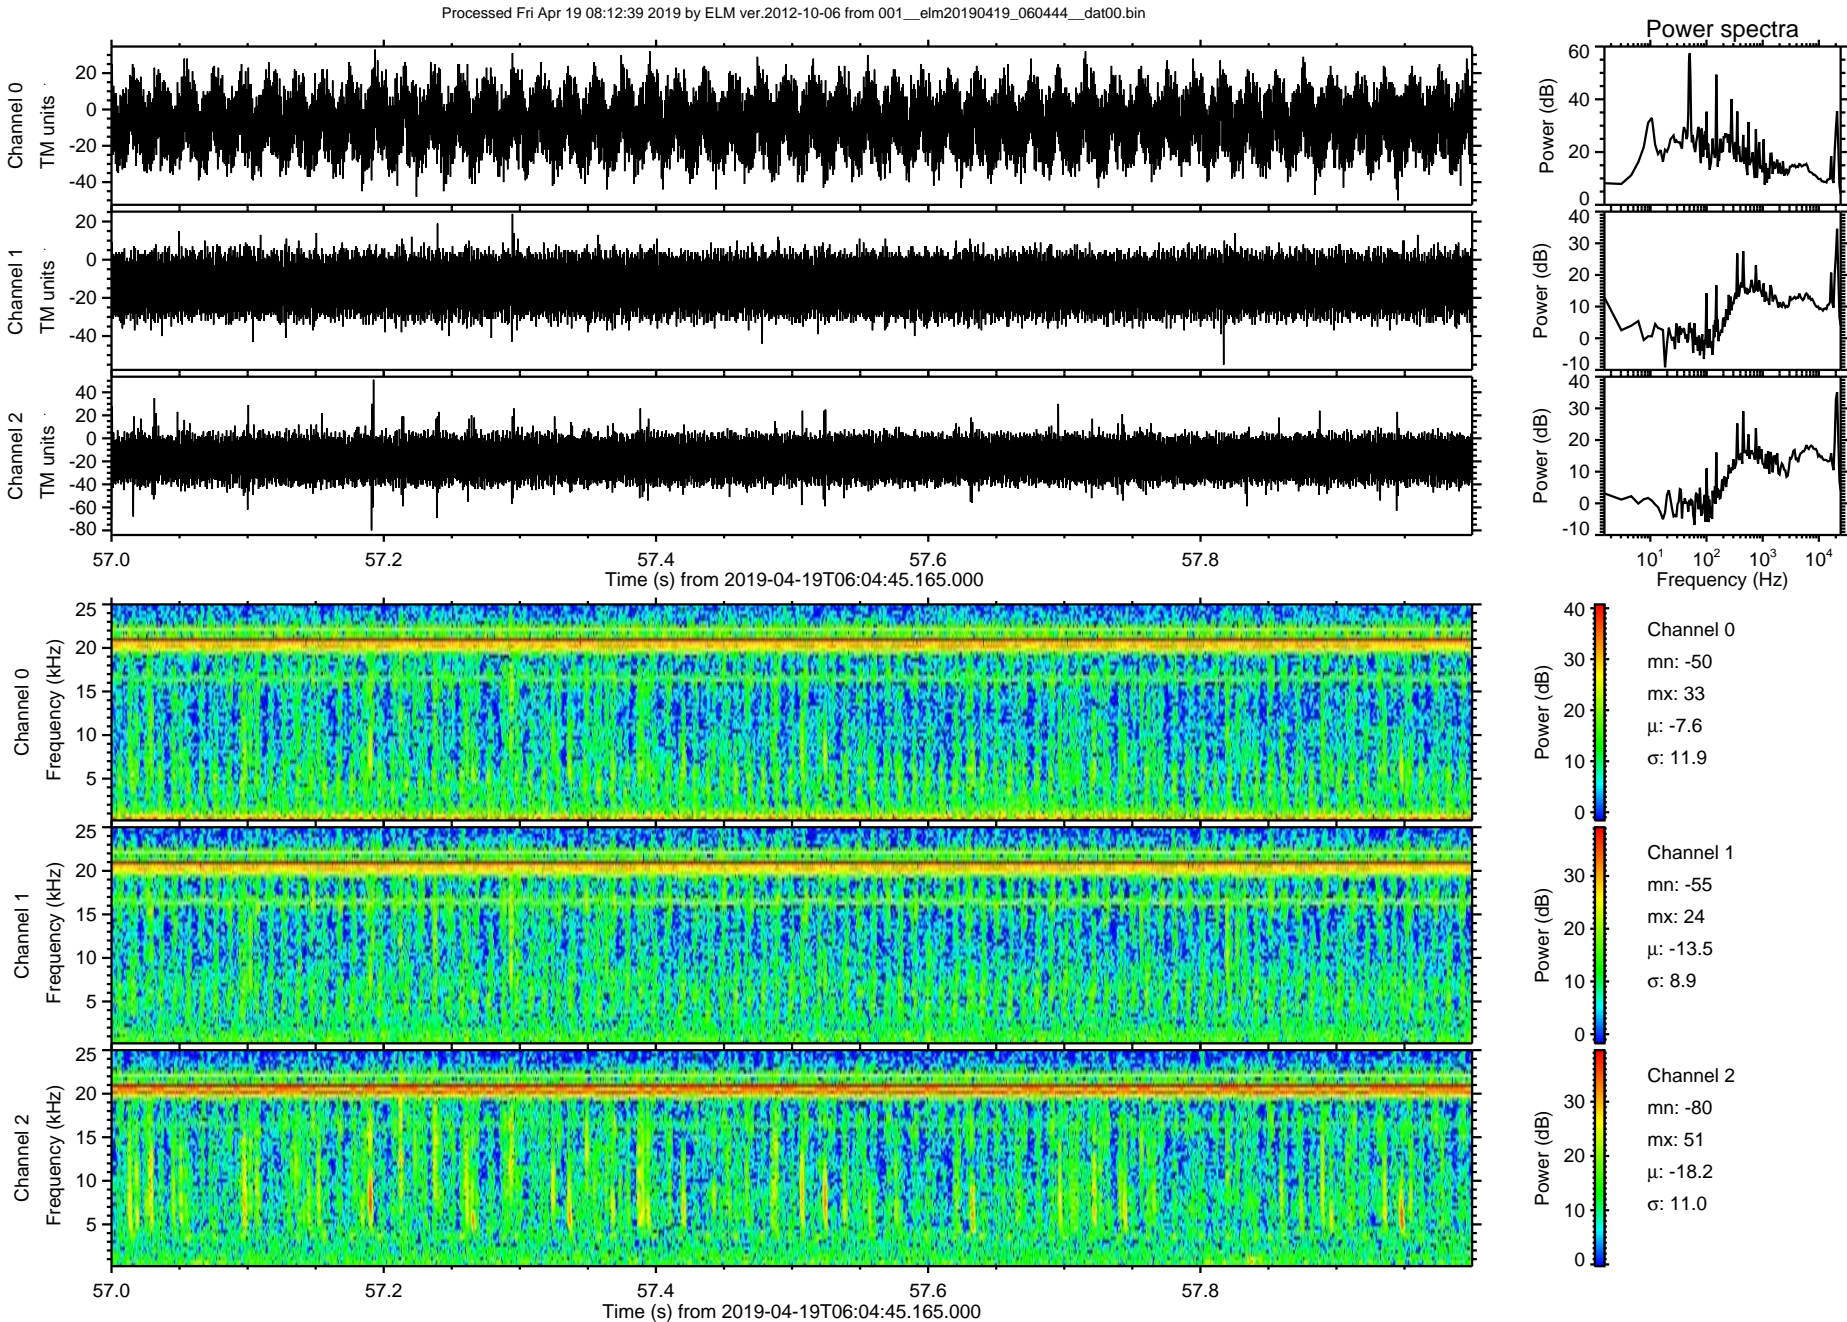 Processed Fri Apr 19 08:12:39 2019 by ELM ver.2012-10-06 from 001__elm20190419_060444__dat00.bin
Power spectra
Channel 0
TM units
20
0
-20
-40
Power (dB)
60
40
20
0
Channel 1
TM units
20
0
-20
-40
Power (dB)
40
30
20
10
0
-10
Channel 2
TM units
40
20
0
-20
-40
-60
-80
Power (dB)
40
30
20
10
0
-10
57.0 57.2 57.4 57.6 57.8
Time (s) from 2019-04-19T06:04:45.165.000
10¹ 10² 10³ 10⁴
Frequency (Hz)
Channel 0
Frequency (kHz)
25
20
15
10
5
Power (dB)
40
30
20
10
0
Channel 0
mn: -50
mx: 33
μ: -7.6
σ: 11.9
Channel 1
Frequency (kHz)
25
20
15
10
5
Power (dB)
30
20
10
0
Channel 1
mn: -55
mx: 24
μ: -13.5
σ: 8.9
Channel 2
Frequency (kHz)
25
20
15
10
5
Power (dB)
30
20
10
0
Channel 2
mn: -80
mx: 51
μ: -18.2
σ: 11.0
57.0 57.2 57.4 57.6 57.8
Time (s) from 2019-04-19T06:04:45.165.000